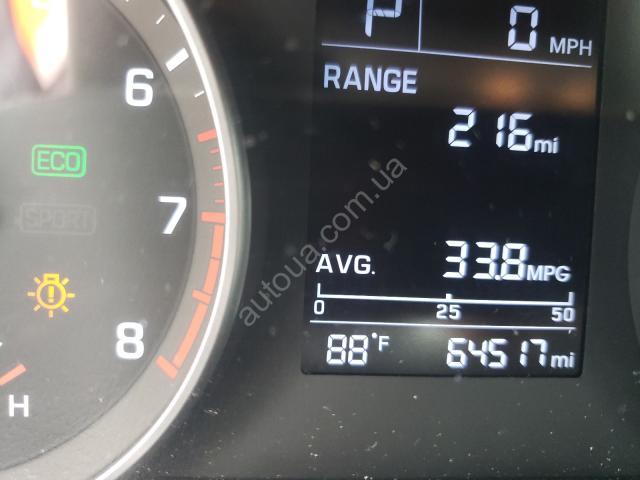 P 0 MPH
RANGE
216mi
AVG. 33.8MPG
0 25 50
88°F 64517mi
6
ECO
SPORT
7
8
H
autoua.com.ua